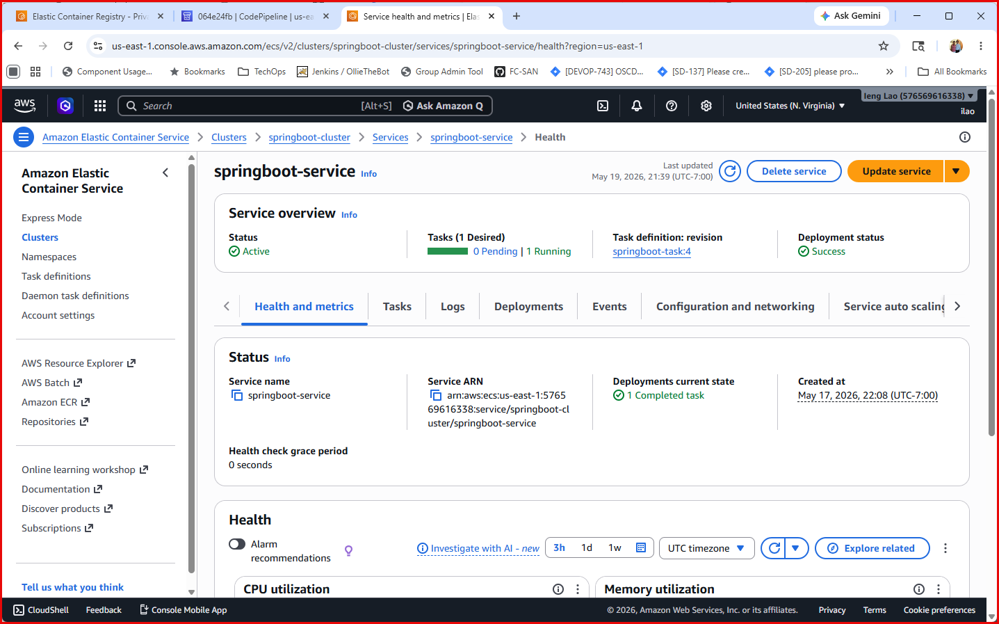 Elastic Container Registry - Priva
064e24fb | CodePipeline | us-ea
Service health and metrics | Elas
Ask Gemini
us-east-1.console.aws.amazon.com/ecs/v2/clusters/springboot-cluster/services/springboot-service/health?region=us-east-1
Component Usage...
Bookmarks
TechOps
Jenkins / OllieTheBot
Group Admin Tool
FC-SAN
[DEVOP-743] OSCD...
[SD-137] Please cre...
[SD-205] please pro...
All Bookmarks
aws
Search
[Alt+S]
Ask Amazon Q
United States (N. Virginia)
Ieng Lao (576569616338)
ilao
Amazon Elastic Container Service
Clusters
springboot-cluster
Services
springboot-service
Health
Amazon Elastic
Container Service
Express Mode
Clusters
Namespaces
Task definitions
Daemon task definitions
Account settings
AWS Resource Explorer
AWS Batch
Amazon ECR
Repositories
Online learning workshop
Documentation
Discover products
Subscriptions
Tell us what you think
springboot-service Info
Last updated
May 19, 2026, 21:39 (UTC-7:00)
Delete service
Update service
Service overview Info
Status
Active
Tasks (1 Desired)
0 Pending | 1 Running
Task definition: revision
springboot-task:4
Deployment status
Success
Health and metrics
Tasks
Logs
Deployments
Events
Configuration and networking
Service auto scaling
Status Info
Service name
springboot-service
Service ARN
arn:aws:ecs:us-east-1:5765
69616338:service/springboot-cl
uster/springboot-service
Deployments current state
1 Completed task
Created at
May 17, 2026, 22:08 (UTC-7:00)
Health check grace period
0 seconds
Health
Alarm
recommendations
Investigate with AI - new
3h
1d
1w
UTC timezone
Explore related
CPU utilization
Memory utilization
CloudShell
Feedback
Console Mobile App
© 2026, Amazon Web Services, Inc. or its affiliates.
Privacy
Terms
Cookie preferences